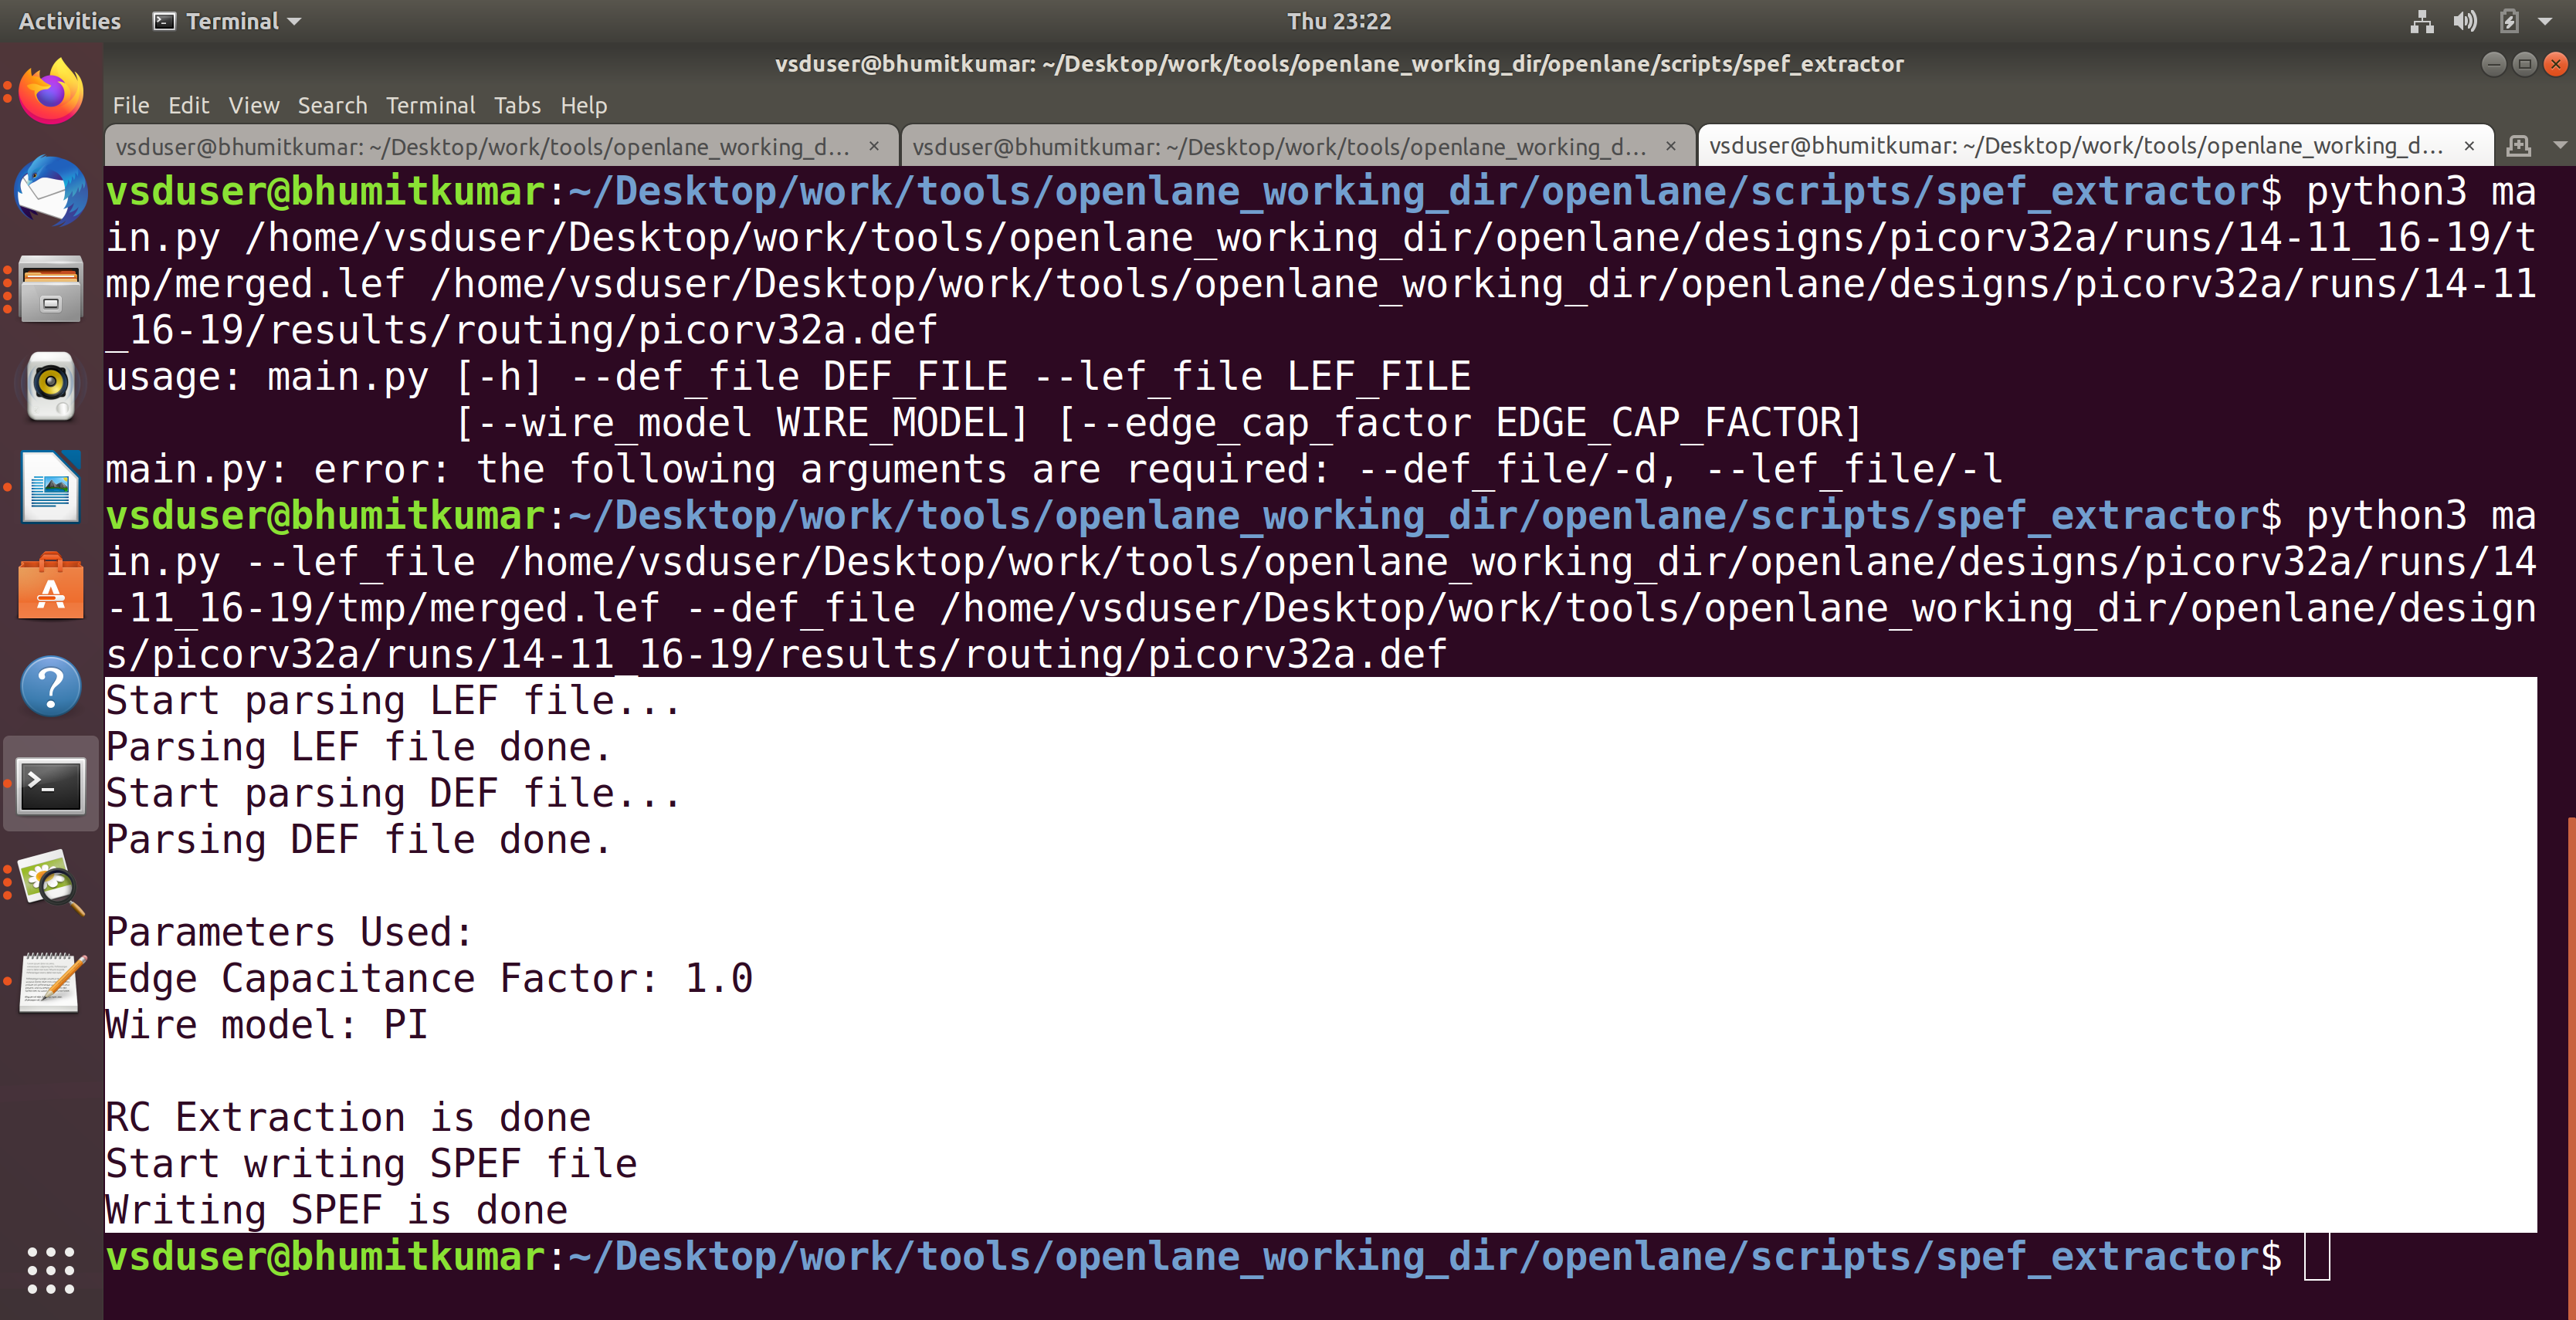 Activities Terminal Thu 23:22
vsduser@bhumitkumar: ~/Desktop/work/tools/openlane_working_dir/openlane/scripts/spef_extractor
File Edit View Search Terminal Tabs Help
vsduser@bhumitkumar: ~/Desktop/work/tools/openlane_working_d... × vsduser@bhumitkumar: ~/Desktop/work/tools/openlane_working_d... × vsduser@bhumitkumar: ~/Desktop/work/tools/openlane_working_d... ×
vsduser@bhumitkumar:~/Desktop/work/tools/openlane_working_dir/openlane/scripts/spef_extractor$ python3 ma
in.py /home/vsduser/Desktop/work/tools/openlane_working_dir/openlane/designs/picorv32a/runs/14-11_16-19/t
mp/merged.lef /home/vsduser/Desktop/work/tools/openlane_working_dir/openlane/designs/picorv32a/runs/14-11
_16-19/results/routing/picorv32a.def
usage: main.py [-h] --def_file DEF_FILE --lef_file LEF_FILE
[--wire_model WIRE_MODEL] [--edge_cap_factor EDGE_CAP_FACTOR]
main.py: error: the following arguments are required: --def_file/-d, --lef_file/-l
vsduser@bhumitkumar:~/Desktop/work/tools/openlane_working_dir/openlane/scripts/spef_extractor$ python3 ma
in.py --lef_file /home/vsduser/Desktop/work/tools/openlane_working_dir/openlane/designs/picorv32a/runs/14
-11_16-19/tmp/merged.lef --def_file /home/vsduser/Desktop/work/tools/openlane_working_dir/openlane/design
s/picorv32a/runs/14-11_16-19/results/routing/picorv32a.def
Start parsing LEF file...
Parsing LEF file done.
Start parsing DEF file...
Parsing DEF file done.
Parameters Used:
Edge Capacitance Factor: 1.0
Wire model: PI
RC Extraction is done
Start writing SPEF file
Writing SPEF is done
vsduser@bhumitkumar:~/Desktop/work/tools/openlane_working_dir/openlane/scripts/spef_extractor$